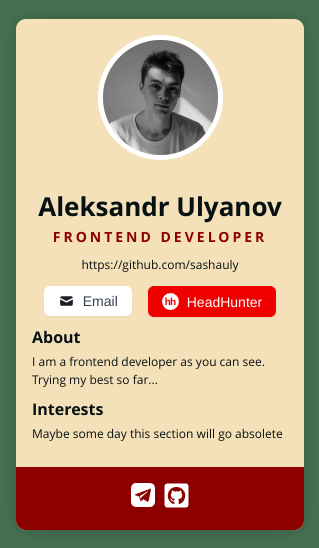 Aleksandr Ulyanov
FRONTEND DEVELOPER
https://github.com/sashauly
Email
hh HeadHunter
About
I am a frontend developer as you can see.
Trying my best so far...
Interests
Maybe some day this section will go absolete